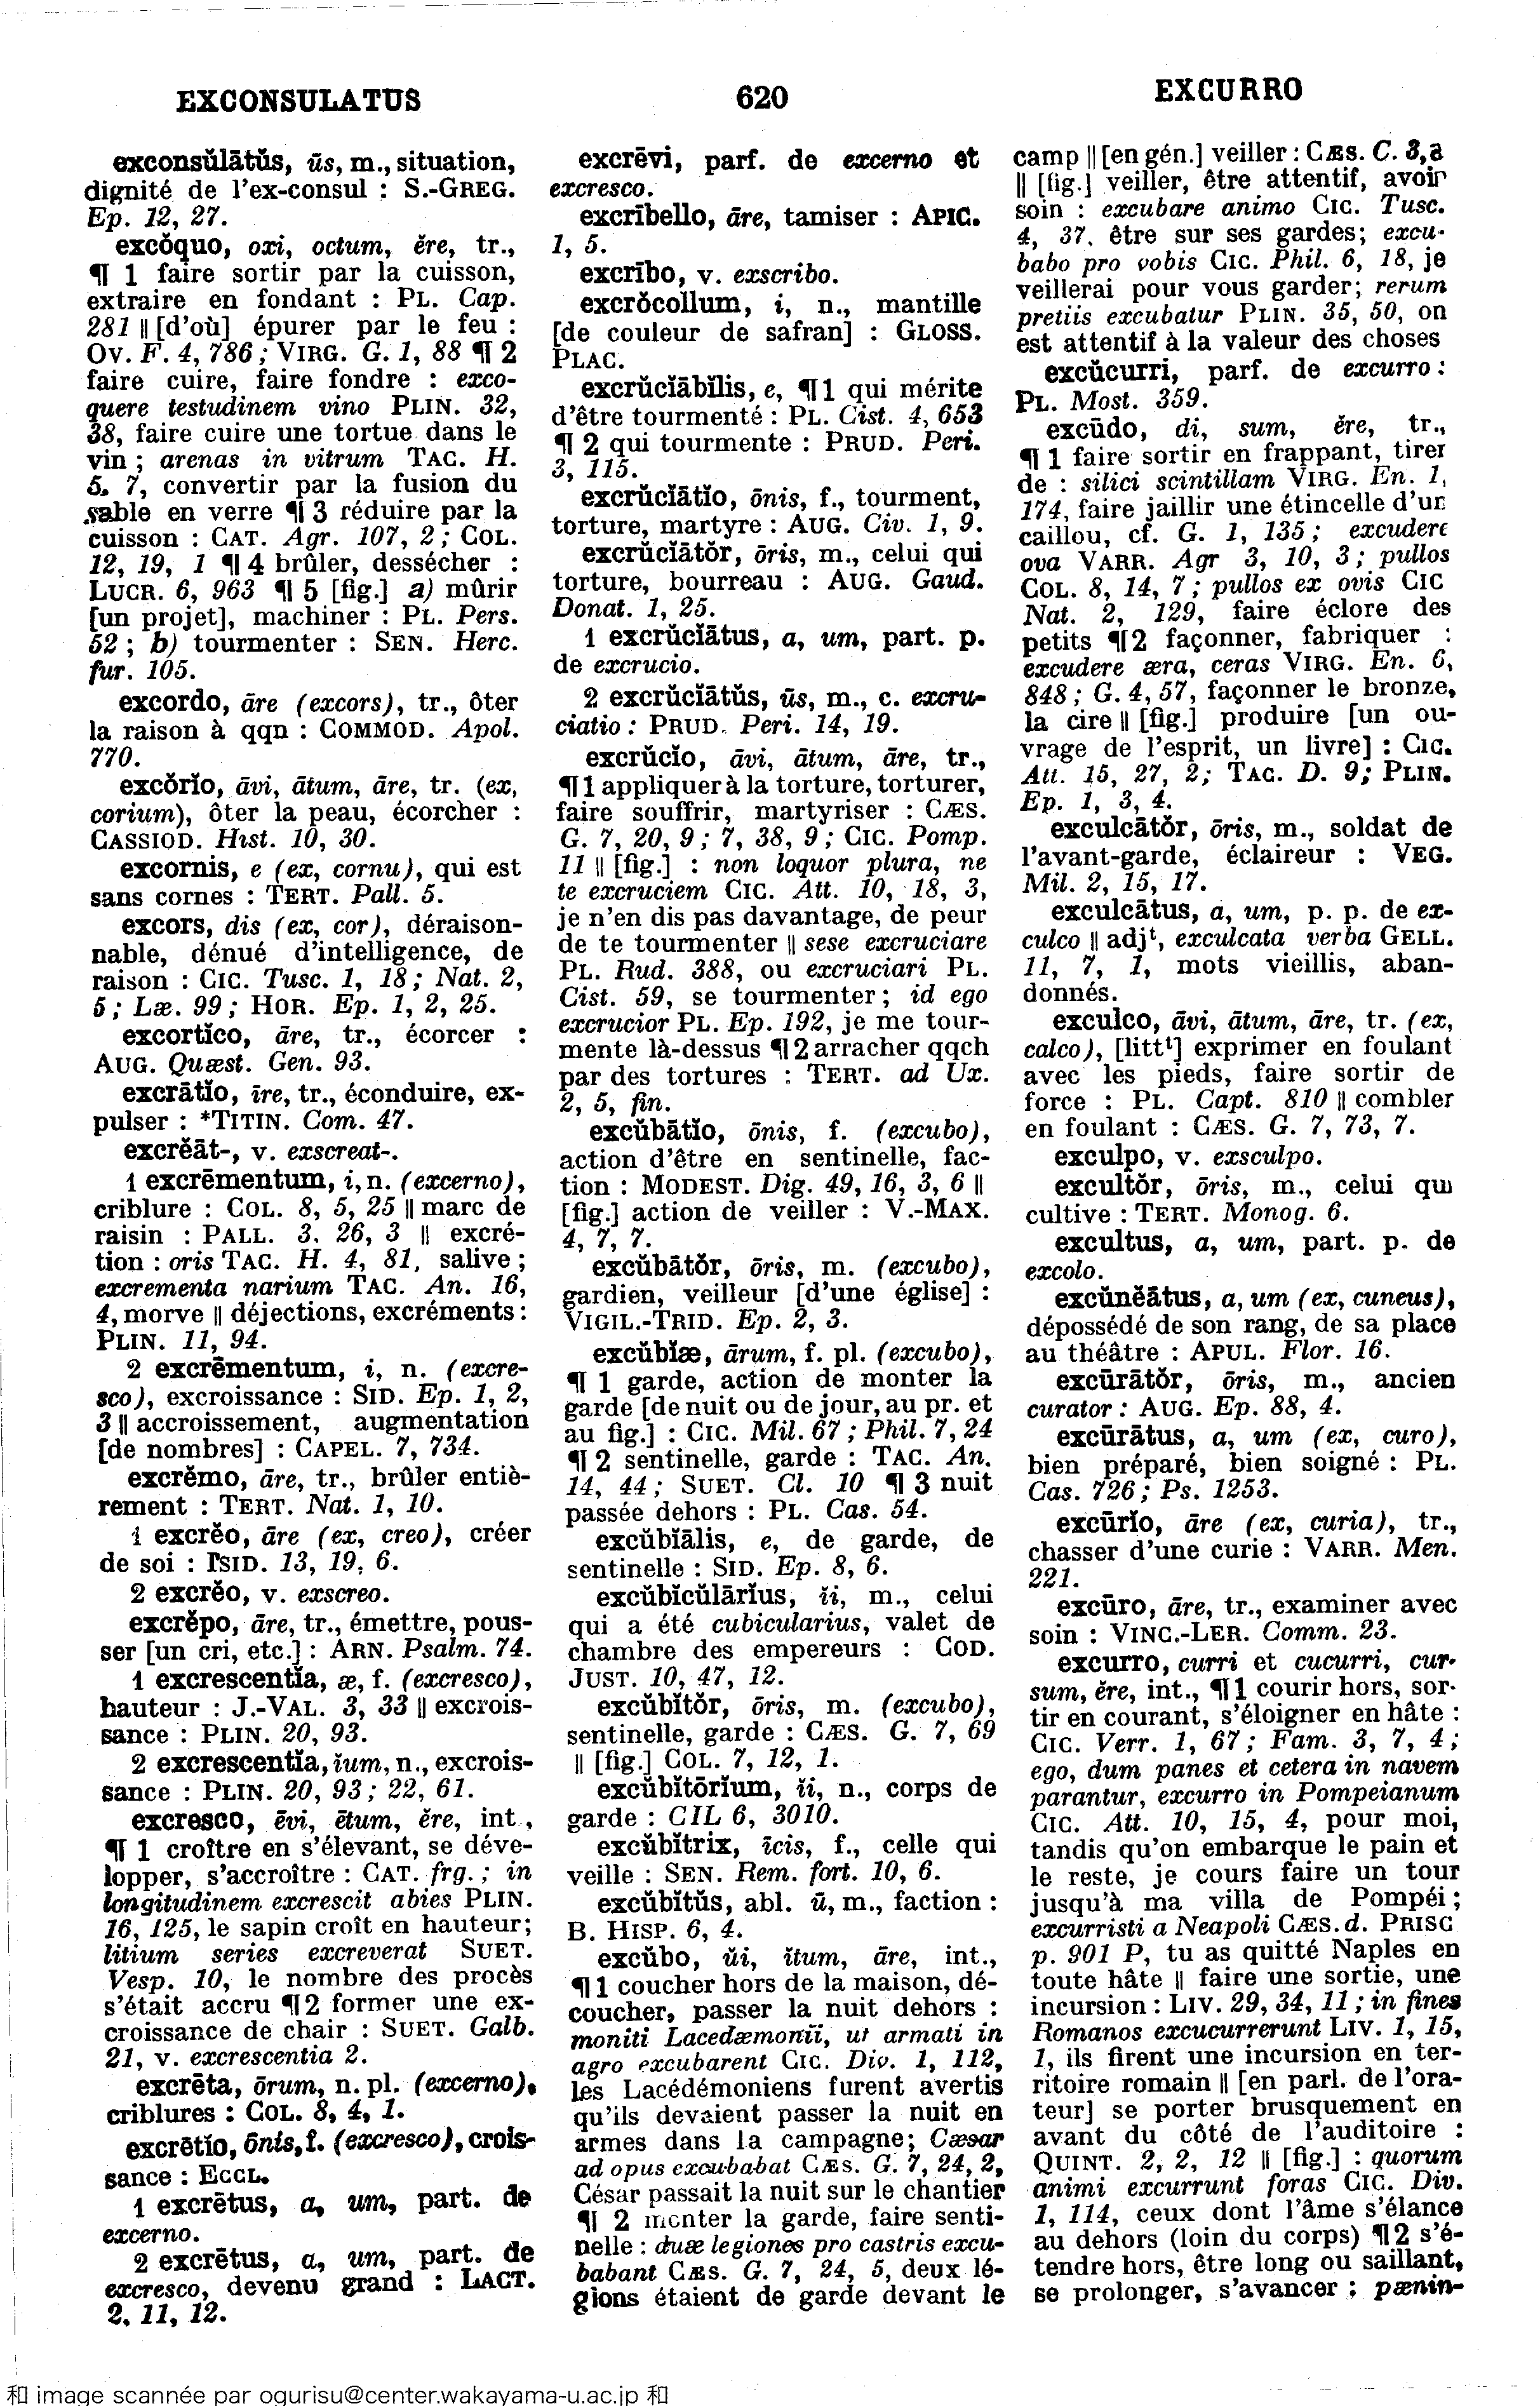 EXCONSULATUS
620
EXCURRO
exconsŭlātŭs, ūs, m., situation,
dignité de l'ex-consul : S.-GREG.
Ep. 12, 27.
excŏquo, oxi, octum, ĕre, tr.,
¶ 1 faire sortir par la cuisson,
extraire en fondant : PL. Cap.
281 || [d'où] épurer par le feu :
OV. F. 4, 786 ; VIRG. G. 1, 88 ¶ 2
faire cuire, faire fondre : exco-
quere testudinem vino PLIN. 32,
38, faire cuire une tortue dans le
vin ; arenas in vitrum TAC. H.
5, 7, convertir par la fusion du
sable en verre ¶ 3 réduire par la
cuisson : CAT. Agr. 107, 2 ; COL.
12, 19, 1 ¶ 4 brûler, dessécher :
LUCR. 6, 963 ¶ 5 [fig.] a) mûrir
[un projet], machiner : PL. Pers.
52 ; b) tourmenter : SEN. Herc.
fur. 105.
excordo, āre (excors), tr., ôter
la raison à qqn : COMMOD. Apol.
770.
excŏrĭo, āvi, ātum, āre, tr. (ex,
corium), ôter la peau, écorcher :
CASSIOD. Hist. 10, 30.
excornis, e (ex, cornu), qui est
sans cornes : TERT. Pall. 5.
excors, dis (ex, cor), déraison-
nable, dénué d'intelligence, de
raison : CIC. Tusc. 1, 18 ; Nat. 2,
5 ; Læ. 99 ; HOR. Ep. 1, 2, 25.
excortĭco, āre, tr., écorcer :
AUG. Quæst. Gen. 93.
excrātĭo, īre, tr., éconduire, ex-
pulser : *TITIN. Com. 47.
excrĕāt-, v. exscreat-.
1 excrēmentum, i, n. (excerno),
criblure : COL. 8, 5, 25 || marc de
raisin : PALL. 3, 26, 3 || excré-
tion : oris TAC. H. 4, 81, salive ;
excrementa narium TAC. An. 16,
4, morve || déjections, excréments :
PLIN. 11, 94.
2 excrēmentum, i, n. (excre-
sco), excroissance : SID. Ep. 1, 2,
3 || accroissement, augmentation
[de nombres] : CAPEL. 7, 734.
excrĕmo, āre, tr., brûler entiè-
rement : TERT. Nat. 1, 10.
1 excrĕo, āre (ex, creo), créer
de soi : ISID. 13, 19, 6.
2 excrĕo, v. exscreo.
excrĕpo, āre, tr., émettre, pous-
ser [un cri, etc.] : ARN. Psalm. 74.
1 excrescentĭa, æ, f. (excresco),
hauteur : J.-VAL. 3, 33 || excrois-
sance : PLIN. 20, 93.
2 excrescentĭa, ĭum, n., excrois-
sance : PLIN. 20, 93 ; 22, 61.
excresco, ēvi, ētum, ĕre, int.,
¶ 1 croître en s'élevant, se déve-
lopper, s'accroître : CAT. frg. ; in
longitudinem excrescit abies PLIN.
16, 125, le sapin croît en hauteur ;
litium series excreverat SUET.
Vesp. 10, le nombre des procès
s'était accru ¶ 2 former une ex-
croissance de chair : SUET. Galb.
21, v. excrescentia 2.
excrēta, ōrum, n. pl. (excerno),
criblures : COL. 8, 4, 1.
excrētĭo, ōnis, f. (excresco), crois-
sance : ECCL.
1 excrētus, a, um, part. de
excerno.
2 excrētus, a, um, part. de
excresco, devenu grand : LACT.
2, 11, 12.
excrēvi, parf. de excerno et
excresco.
excrībello, āre, tamiser : APIC.
1, 5.
excrībo, v. exscribo.
excrŏcollum, i, n., mantille
[de couleur de safran] : GLOSS.
PLAC.
excrŭcĭābĭlis, e, ¶ 1 qui mérite
d'être tourmenté : PL. Cist. 4, 653
¶ 2 qui tourmente : PRUD. Peri.
3, 115.
excrŭcĭātĭo, ōnis, f., tourment,
torture, martyre : AUG. Civ. 1, 9.
excrŭcĭātŏr, ōris, m., celui qui
torture, bourreau : AUG. Gaud.
Donat. 1, 25.
1 excrŭcĭātus, a, um, part. p.
de excrucio.
2 excrŭcĭātŭs, ūs, m., c. excru-
ciatio : PRUD. Peri. 14, 19.
excrŭcĭo, āvi, ātum, āre, tr.,
¶ 1 appliquer à la torture, torturer,
faire souffrir, martyriser : CÆS.
G. 7, 20, 9 ; 7, 38, 9 ; CIC. Pomp.
11 || [fig.] : non loquor plura, ne
te excruciem CIC. Att. 10, 18, 3,
je n'en dis pas davantage, de peur
de te tourmenter || sese excruciare
PL. Rud. 388, ou excruciari PL.
Cist. 59, se tourmenter ; id ego
excrucior PL. Ep. 192, je me tour-
mente là-dessus ¶ 2 arracher qqch
par des tortures : TERT. ad Ux.
2, 5, fin.
excŭbātĭo, ōnis, f. (excubo),
action d'être en sentinelle, fac-
tion : MODEST. Dig. 49, 16, 3, 6 ||
[fig.] action de veiller : V.-MAX.
4, 7, 7.
excŭbātŏr, ōris, m. (excubo),
gardien, veilleur [d'une église] :
VIGIL.-TRID. Ep. 2, 3.
excŭbĭæ, ārum, f. pl. (excubo),
¶ 1 garde, action de monter la
garde [de nuit ou de jour, au pr. et
au fig.] : CIC. Mil. 67 ; Phil. 7, 24
¶ 2 sentinelle, garde : TAC. An.
14, 44 ; SUET. Cl. 10 ¶ 3 nuit
passée dehors : PL. Cas. 54.
excŭbĭālis, e, de garde, de
sentinelle : SID. Ep. 8, 6.
excŭbĭcŭlārĭus, ĭi, m., celui
qui a été cubicularius, valet de
chambre des empereurs : COD.
JUST. 10, 47, 12.
excŭbĭtŏr, ōris, m. (excubo),
sentinelle, garde : CÆS. G. 7, 69
|| [fig.] COL. 7, 12, 1.
excŭbĭtōrĭum, ĭi, n., corps de
garde : CIL 6, 3010.
excŭbĭtrix, īcis, f., celle qui
veille : SEN. Rem. fort. 10, 6.
excŭbĭtŭs, abl. ū, m., faction :
B. HISP. 6, 4.
excŭbo, ŭi, ĭtum, āre, int.,
¶ 1 coucher hors de la maison, dé-
coucher, passer la nuit dehors :
moniti Lacedæmonii, ut armati in
agro excubarent CIC. Div. 1, 112,
les Lacédémoniens furent avertis
qu'ils devaient passer la nuit en
armes dans la campagne ; Cæsar
ad opus excubabat CÆS. G. 7, 24, 2,
César passait la nuit sur le chantier
¶ 2 monter la garde, faire senti-
nelle : duæ legiones pro castris excu-
babant CÆS. G. 7, 24, 5, deux lé-
gions étaient de garde devant le
camp || [en gén.] veiller : CÆS. C. 3, 8
|| [fig.] veiller, être attentif, avoir
soin : excubare animo CIC. Tusc.
4, 37, être sur ses gardes ; excu-
babo pro vobis CIC. Phil. 6, 18, je
veillerai pour vous garder ; rerum
pretiis excubatur PLIN. 35, 50, on
est attentif à la valeur des choses
excŭcurri, parf. de excurro :
PL. Most. 359.
excūdo, di, sum, ĕre, tr.,
¶ 1 faire sortir en frappant, tirer
de : silici scintillam VIRG. En. 1,
174, faire jaillir une étincelle d'un
caillou, cf. G. 1, 135 ; excudere
ova VARR. Agr 3, 10, 3 ; pullos
COL. 8, 14, 7 ; pullos ex ovis CIC
Nat. 2, 129, faire éclore des
petits ¶ 2 façonner, fabriquer :
excudere æra, ceras VIRG. En. 6,
848 ; G. 4, 57, façonner le bronze,
la cire || [fig.] produire [un ou-
vrage de l'esprit, un livre] : CIC.
Att. 15, 27, 2 ; TAC. D. 9 ; PLIN.
Ep. 1, 3, 4.
exculcātŏr, ōris, m., soldat de
l'avant-garde, éclaireur : VEG.
Mil. 2, 15, 17.
exculcātus, a, um, p. p. de ex-
culco || adjᵗ, exculcata verba GELL.
11, 7, 1, mots vieillis, aban-
donnés.
exculco, āvi, ātum, āre, tr. (ex,
calco), [littᵗ] exprimer en foulant
avec les pieds, faire sortir de
force : PL. Capt. 810 || combler
en foulant : CÆS. G. 7, 73, 7.
exculpo, v. exsculpo.
excultŏr, ōris, m., celui qui
cultive : TERT. Monog. 6.
excultus, a, um, part. p. de
excolo.
excŭnĕātus, a, um (ex, cuneus),
dépossédé de son rang, de sa place
au théâtre : APUL. Flor. 16.
excūrātŏr, ōris, m., ancien
curator : AUG. Ep. 88, 4.
excūrātus, a, um (ex, curo),
bien préparé, bien soigné : PL.
Cas. 726 ; Ps. 1253.
excūrĭo, āre (ex, curia), tr.,
chasser d'une curie : VARR. Men.
221.
excūro, āre, tr., examiner avec
soin : VINC.-LER. Comm. 23.
excurro, curri et cucurri, cur-
sum, ĕre, int., ¶ 1 courir hors, sor-
tir en courant, s'éloigner en hâte :
CIC. Verr. 1, 67 ; Fam. 3, 7, 4 ;
ego, dum panes et cetera in navem
parantur, excurro in Pompeianum
CIC. Att. 10, 15, 4, pour moi,
tandis qu'on embarque le pain et
le reste, je cours faire un tour
jusqu'à ma villa de Pompéi ;
excurristi a Neapoli CÆS. d. PRISC
p. 901 P, tu as quitté Naples en
toute hâte || faire une sortie, une
incursion : LIV. 29, 34, 11 ; in fines
Romanos excucurrerunt LIV. 1, 15,
1, ils firent une incursion en ter-
ritoire romain || [en parl. de l'ora-
teur] se porter brusquement en
avant du côté de l'auditoire :
QUINT. 2, 2, 12 || [fig.] : quorum
animi excurrunt foras CIC. Div.
1, 114, ceux dont l'âme s'élance
au dehors (loin du corps) ¶ 2 s'é-
tendre hors, être long ou saillant,
se prolonger, s'avancer : pænin-
和 image scannée par ogurisu@center.wakayama-u.ac.jp 和